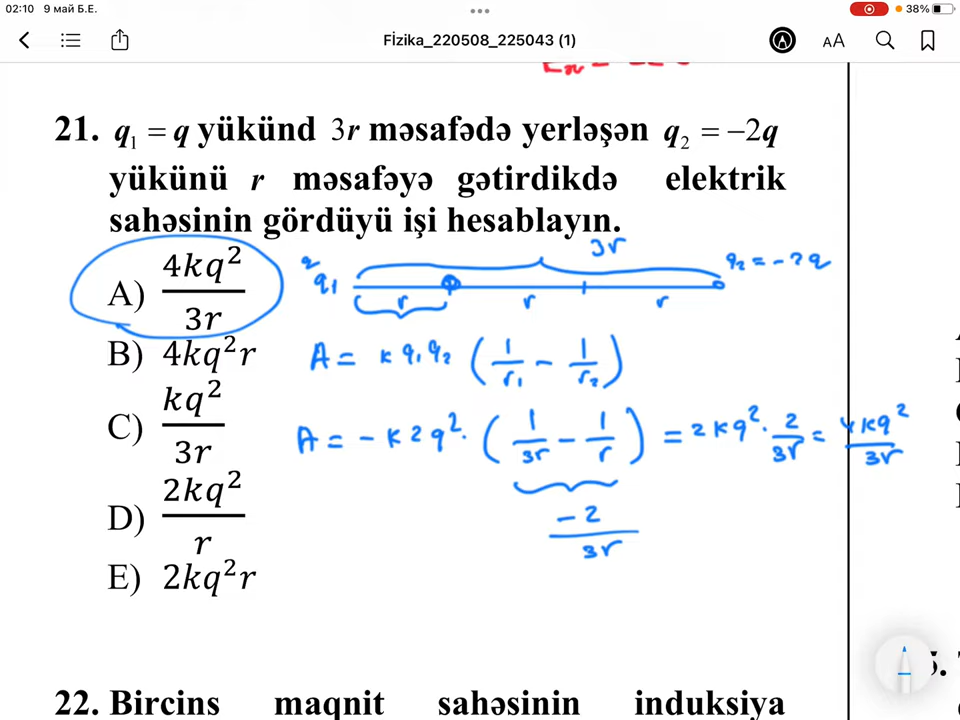 02:10 9 май Б.Е.
38%
Fizika_220508_225043 (1)
AA
21. q₁ = q yükünd 3r məsafədə yerləşən q₂ = −2q
yükünü r məsafəyə gətirdikdə elektrik
sahəsinin gördüyü işi hesablayın.
A) 4kq²/3r
B) 4kq²r
C) kq²/3r
D) 2kq²/r
E) 2kq²r
3r
q q₁ r r r q₂ = −2q
A = k q₁ q₂ (1/r₁ − 1/r₂)
A = −k2q² · (1/3r − 1/r) = 2kq² · 2/3r = 4kq²/3r
−2/3r
22. Bircins maqnit sahəsinin induksiya